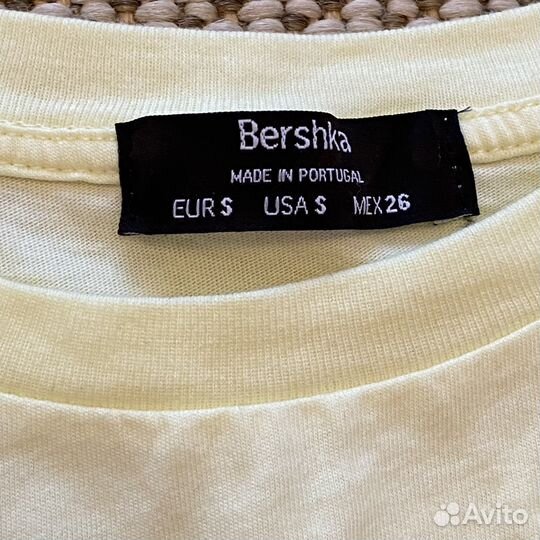 Bershka
MADE IN PORTUGAL
EUR S USA S MEX 26
Avito